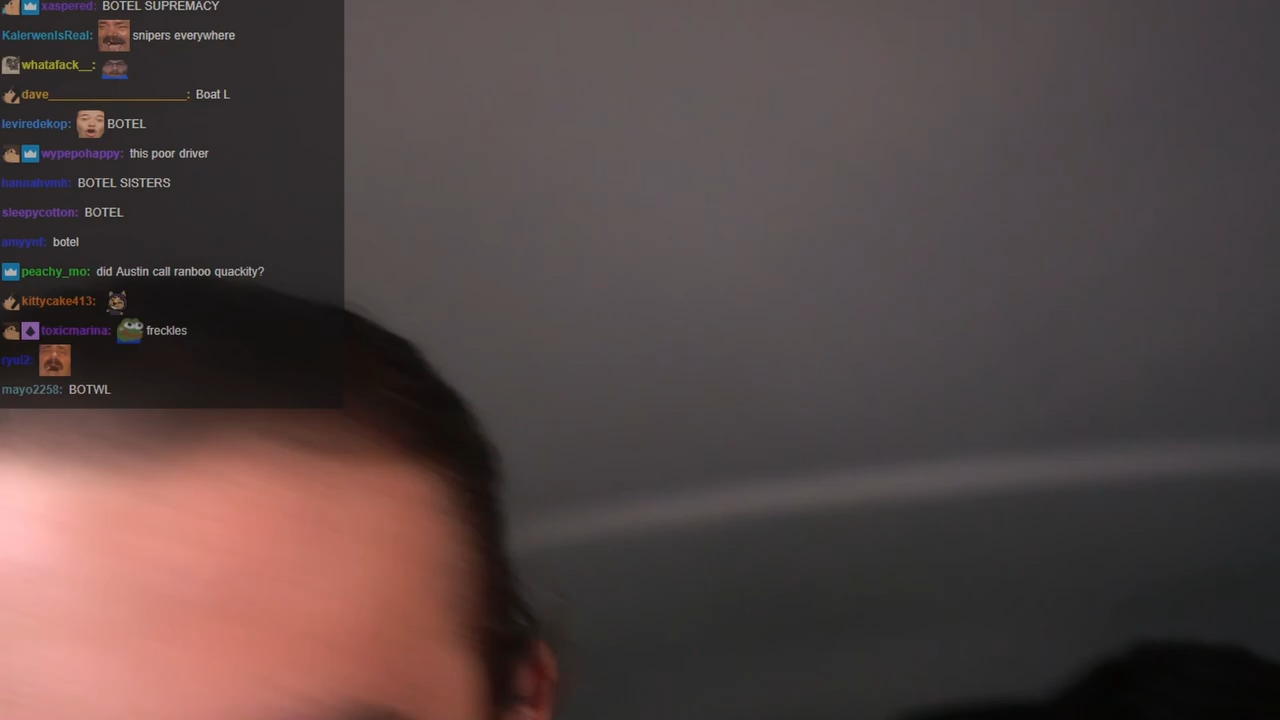 xaspered: BOTEL SUPREMACY
KalerwenIsReal: snipers everywhere
whatafack__:
dave____________________: Boat L
leviredekop: BOTEL
wypepohappy: this poor driver
hannahvmh: BOTEL SISTERS
sleepycotton: BOTEL
amyynf: botel
peachy_mo: did Austin call ranboo quackity?
kittycake413:
toxicmarina: freckles
ryul2:
mayo2258: BOTWL